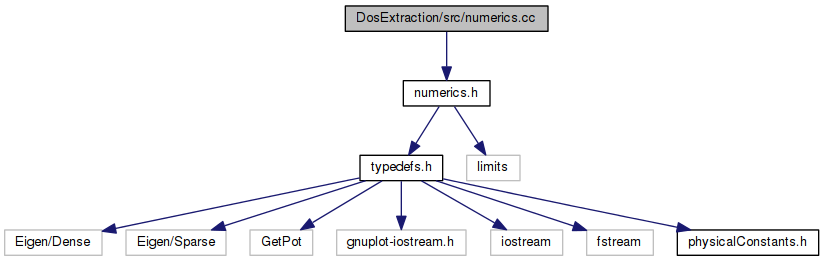 DosExtraction/src/numerics.cc
numerics.h
typedefs.h
limits
Eigen/Dense
Eigen/Sparse
GetPot
gnuplot-iostream.h
iostream
fstream
physicalConstants.h